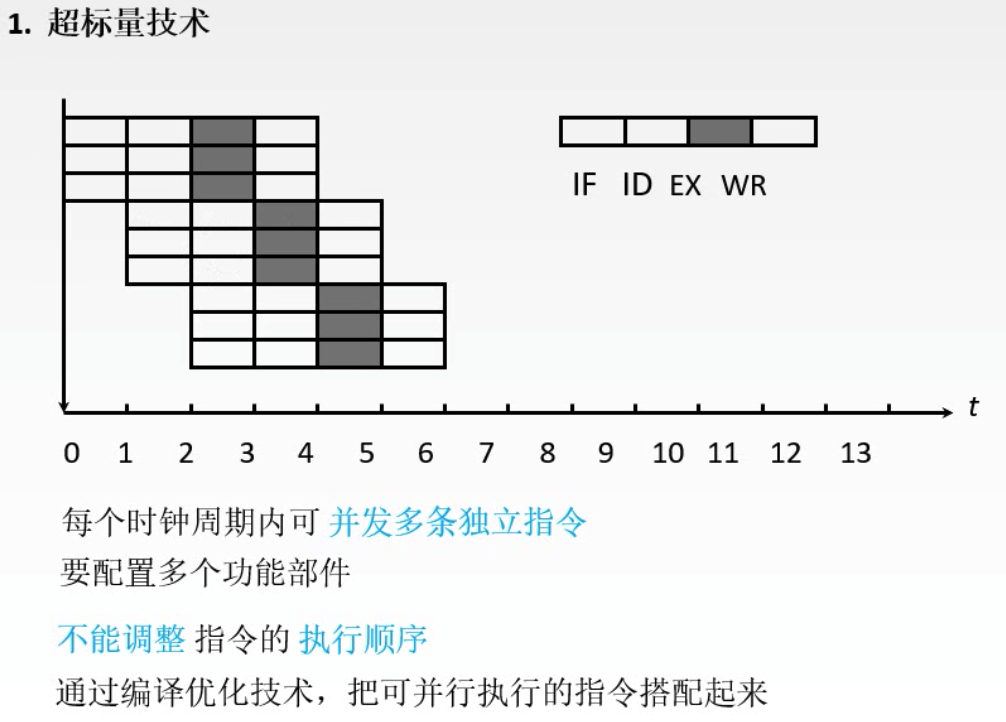 1. 超标量技术
IF ID EX WR
t
0 1 2 3 4 5 6 7 8 9 10 11 12 13
每个时钟周期内可 并发多条独立指令
要配置多个功能部件
不能调整 指令的 执行顺序
通过编译优化技术，把可并行执行的指令搭配起来